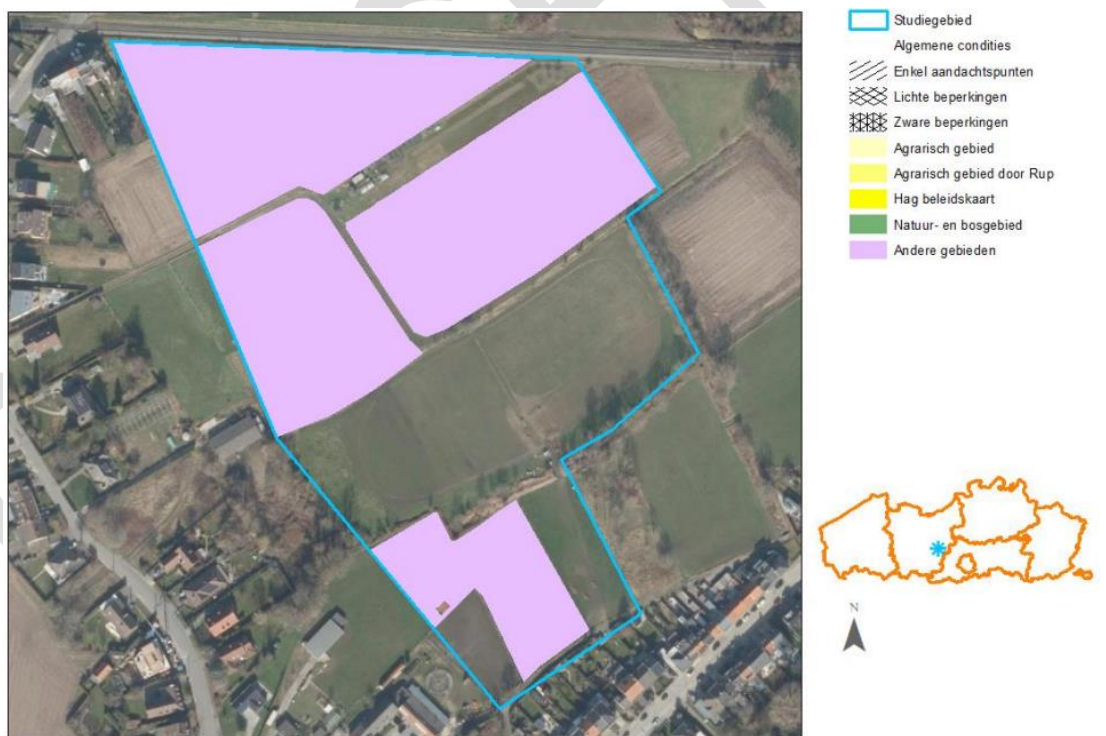 Studiegebied
Algemene condities
Enkel aandachtspunten
Lichte beperkingen
Zware beperkingen
Agrarisch gebied
Agrarisch gebied door Rup
Hag beleidskaart
Natuur- en bosgebied
Andere gebieden
N